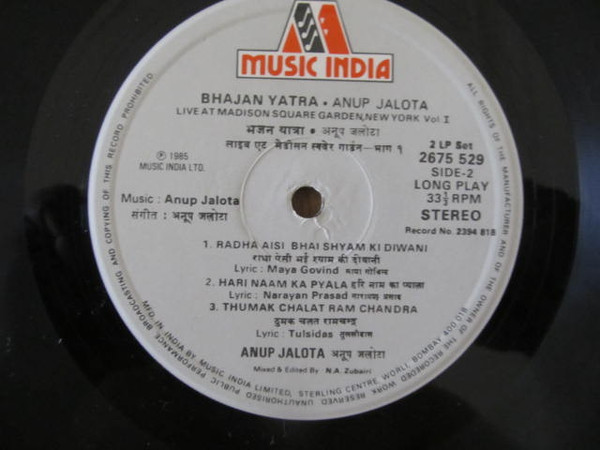 MUSIC INDIA
BHAJAN YATRA • ANUP JALOTA
LIVE AT MADISON SQUARE GARDEN, NEW YORK Vol. I
भजन यात्रा • अनूप जलोटा
लाइव एट मेडीसन स्क्वेर गार्डन - भाग १
℗ 1985
MUSIC INDIA LTD.
2 LP Set
2675 529
SIDE-2
LONG PLAY
33⅓ RPM
STEREO
Record No. 2394 818
Music : Anup Jalota
संगीत : अनूप जलोटा
1. RADHA AISI BHAI SHYAM KI DIWANI
राधा ऐसी भई श्याम की दीवानी
Lyric : Maya Govind माया गोविन्द
2. HARI NAAM KA PYALA हरि नाम का प्याला
Lyric : Narayan Prasad नारायण प्रसाद
3. THUMAK CHALAT RAM CHANDRA
ठुमक चलत रामचन्द्र
Lyric : Tulsidas तुलसीदास
ANUP JALOTA अनूप जलोटा
Mixed & Edited By : N.A. Zubairi
MFG. IN INDIA BY MUSIC INDIA LIMITED, STERLING CENTRE, WORLI, BOMBAY 400 018
ALL RIGHTS OF THE MANUFACTURER AND OF THE OWNER OF THE RECORDED WORK RESERVED. UNAUTHORISED PUBLIC PERFORMANCE, BROADCASTING AND COPYING OF THIS RECORD PROHIBITED